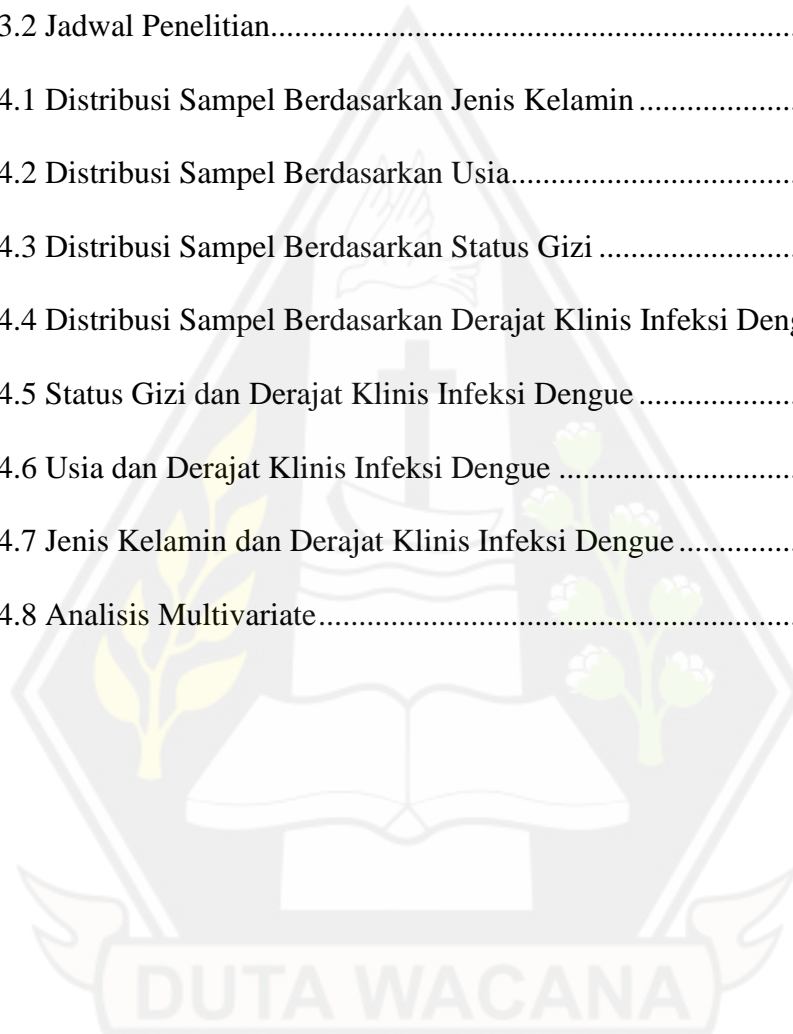 3.2 Jadwal Penelitian..........................................................................
4.1 Distribusi Sampel Berdasarkan Jenis Kelamin....................
4.2 Distribusi Sampel Berdasarkan Usia.....................................
4.3 Distribusi Sampel Berdasarkan Status Gizi.........................
4.4 Distribusi Sampel Berdasarkan Derajat Klinis Infeksi
4.5 Status Gizi dan Derajat Klinis Infeksi Dengue....................
4.6 Usia dan Derajat Klinis Infeksi Dengue...............................
4.7 Jenis Kelamin dan Derajat Klinis Infeksi Dengue..............
4.8 Analisis Multivariate..................................................................
DUTA WACANA